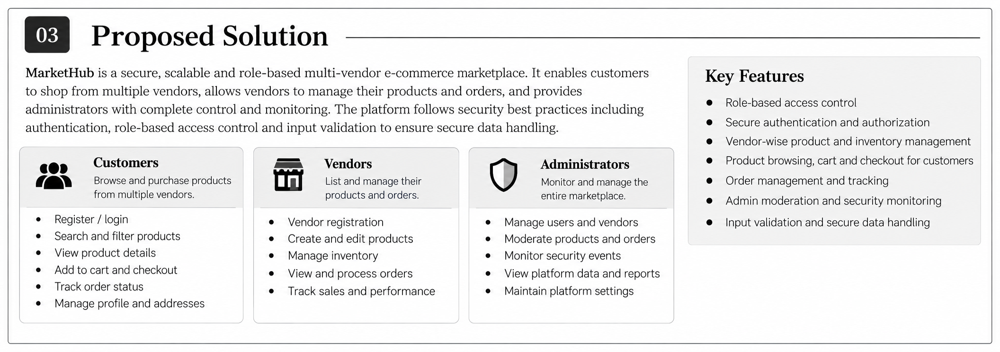 03
Proposed Solution
MarketHub is a secure, scalable and role-based multi-vendor e-commerce marketplace. It enables customers
to shop from multiple vendors, allows vendors to manage their products and orders, and provides
administrators with complete control and monitoring. The platform follows security best practices including
authentication, role-based access control and input validation to ensure secure data handling.
Customers
Browse and purchase products
from multiple vendors.
Register / login
Search and filter products
View product details
Add to cart and checkout
Track order status
Manage profile and addresses
Vendors
List and manage their
products and orders.
Vendor registration
Create and edit products
Manage inventory
View and process orders
Track sales and performance
Administrators
Monitor and manage the
entire marketplace.
Manage users and vendors
Moderate products and orders
Monitor security events
View platform data and reports
Maintain platform settings
Key Features
Role-based access control
Secure authentication and authorization
Vendor-wise product and inventory management
Product browsing, cart and checkout for customers
Order management and tracking
Admin moderation and security monitoring
Input validation and secure data handling